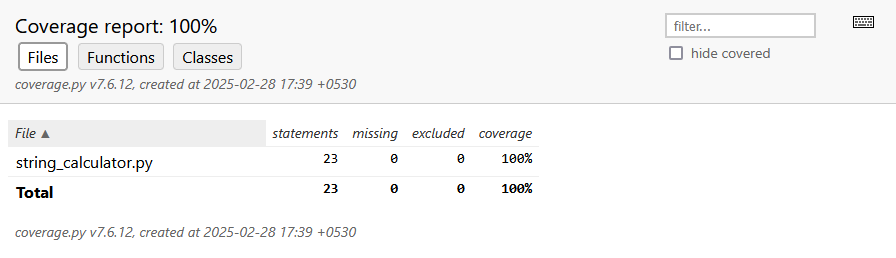 Coverage report: 100%
filter...
hide covered
Files Functions Classes
coverage.py v7.6.12, created at 2025-02-28 17:39 +0530
File ▲ statements missing excluded coverage
string_calculator.py 23 0 0 100%
Total 23 0 0 100%
coverage.py v7.6.12, created at 2025-02-28 17:39 +0530